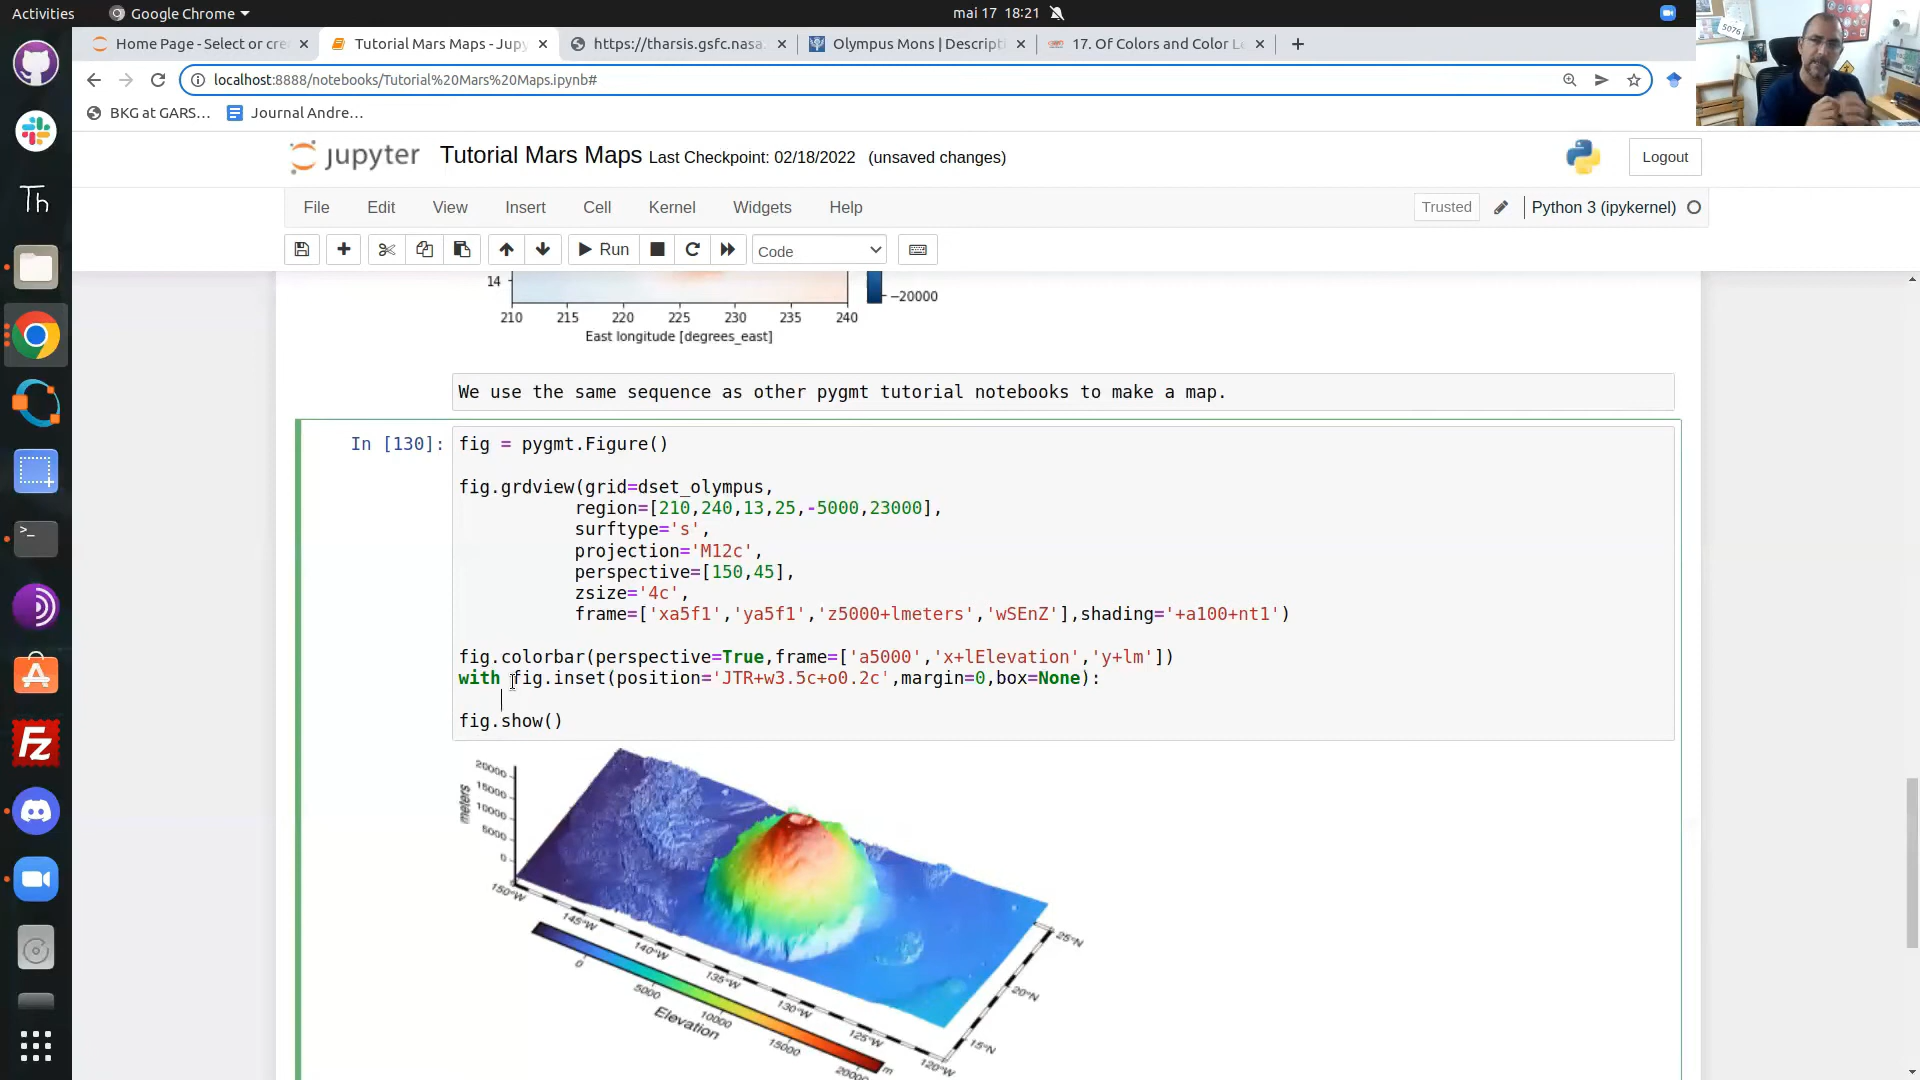 Activities
Google Chrome
mai 17 18:21
Home Page - Select or cre
Tutorial Mars Maps - Jupy
https://tharsis.gsfc.nasa.
Olympus Mons | Descripti
17. Of Colors and Color Le
localhost:8888/notebooks/Tutorial%20Mars%20Maps.ipynb#
BKG at GARS...
Journal Andre...
5076
jupyter
Tutorial Mars Maps Last Checkpoint: 02/18/2022 (unsaved changes)
Logout
File Edit View Insert Cell Kernel Widgets Help
Trusted
Python 3 (ipykernel)
Run
Code
Th
14
-20000
210 215 220 225 230 235 240
East longitude [degrees_east]
We use the same sequence as other pygmt tutorial notebooks to make a map.
In [130]:
fig = pygmt.Figure()
fig.grdview(grid=dset_olympus,
region=[210,240,13,25,-5000,23000],
surftype='s',
projection='M12c',
perspective=[150,45],
zsize='4c',
frame=['xa5f1','ya5f1','z5000+lmeters','wSEnZ'],shading='+a100+nt1')
fig.colorbar(perspective=True,frame=['a5000','x+lElevation','y+lm'])
with fig.inset(position='JTR+w3.5c+o0.2c',margin=0,box=None):
fig.show()
20000
15000
10000
5000
0
meters
150°W
145°W
140°W
135°W
130°W
125°W
120°W
25°N
20°N
15°N
0
5000
10000
15000
20000
m
Elevation
Fz
>_